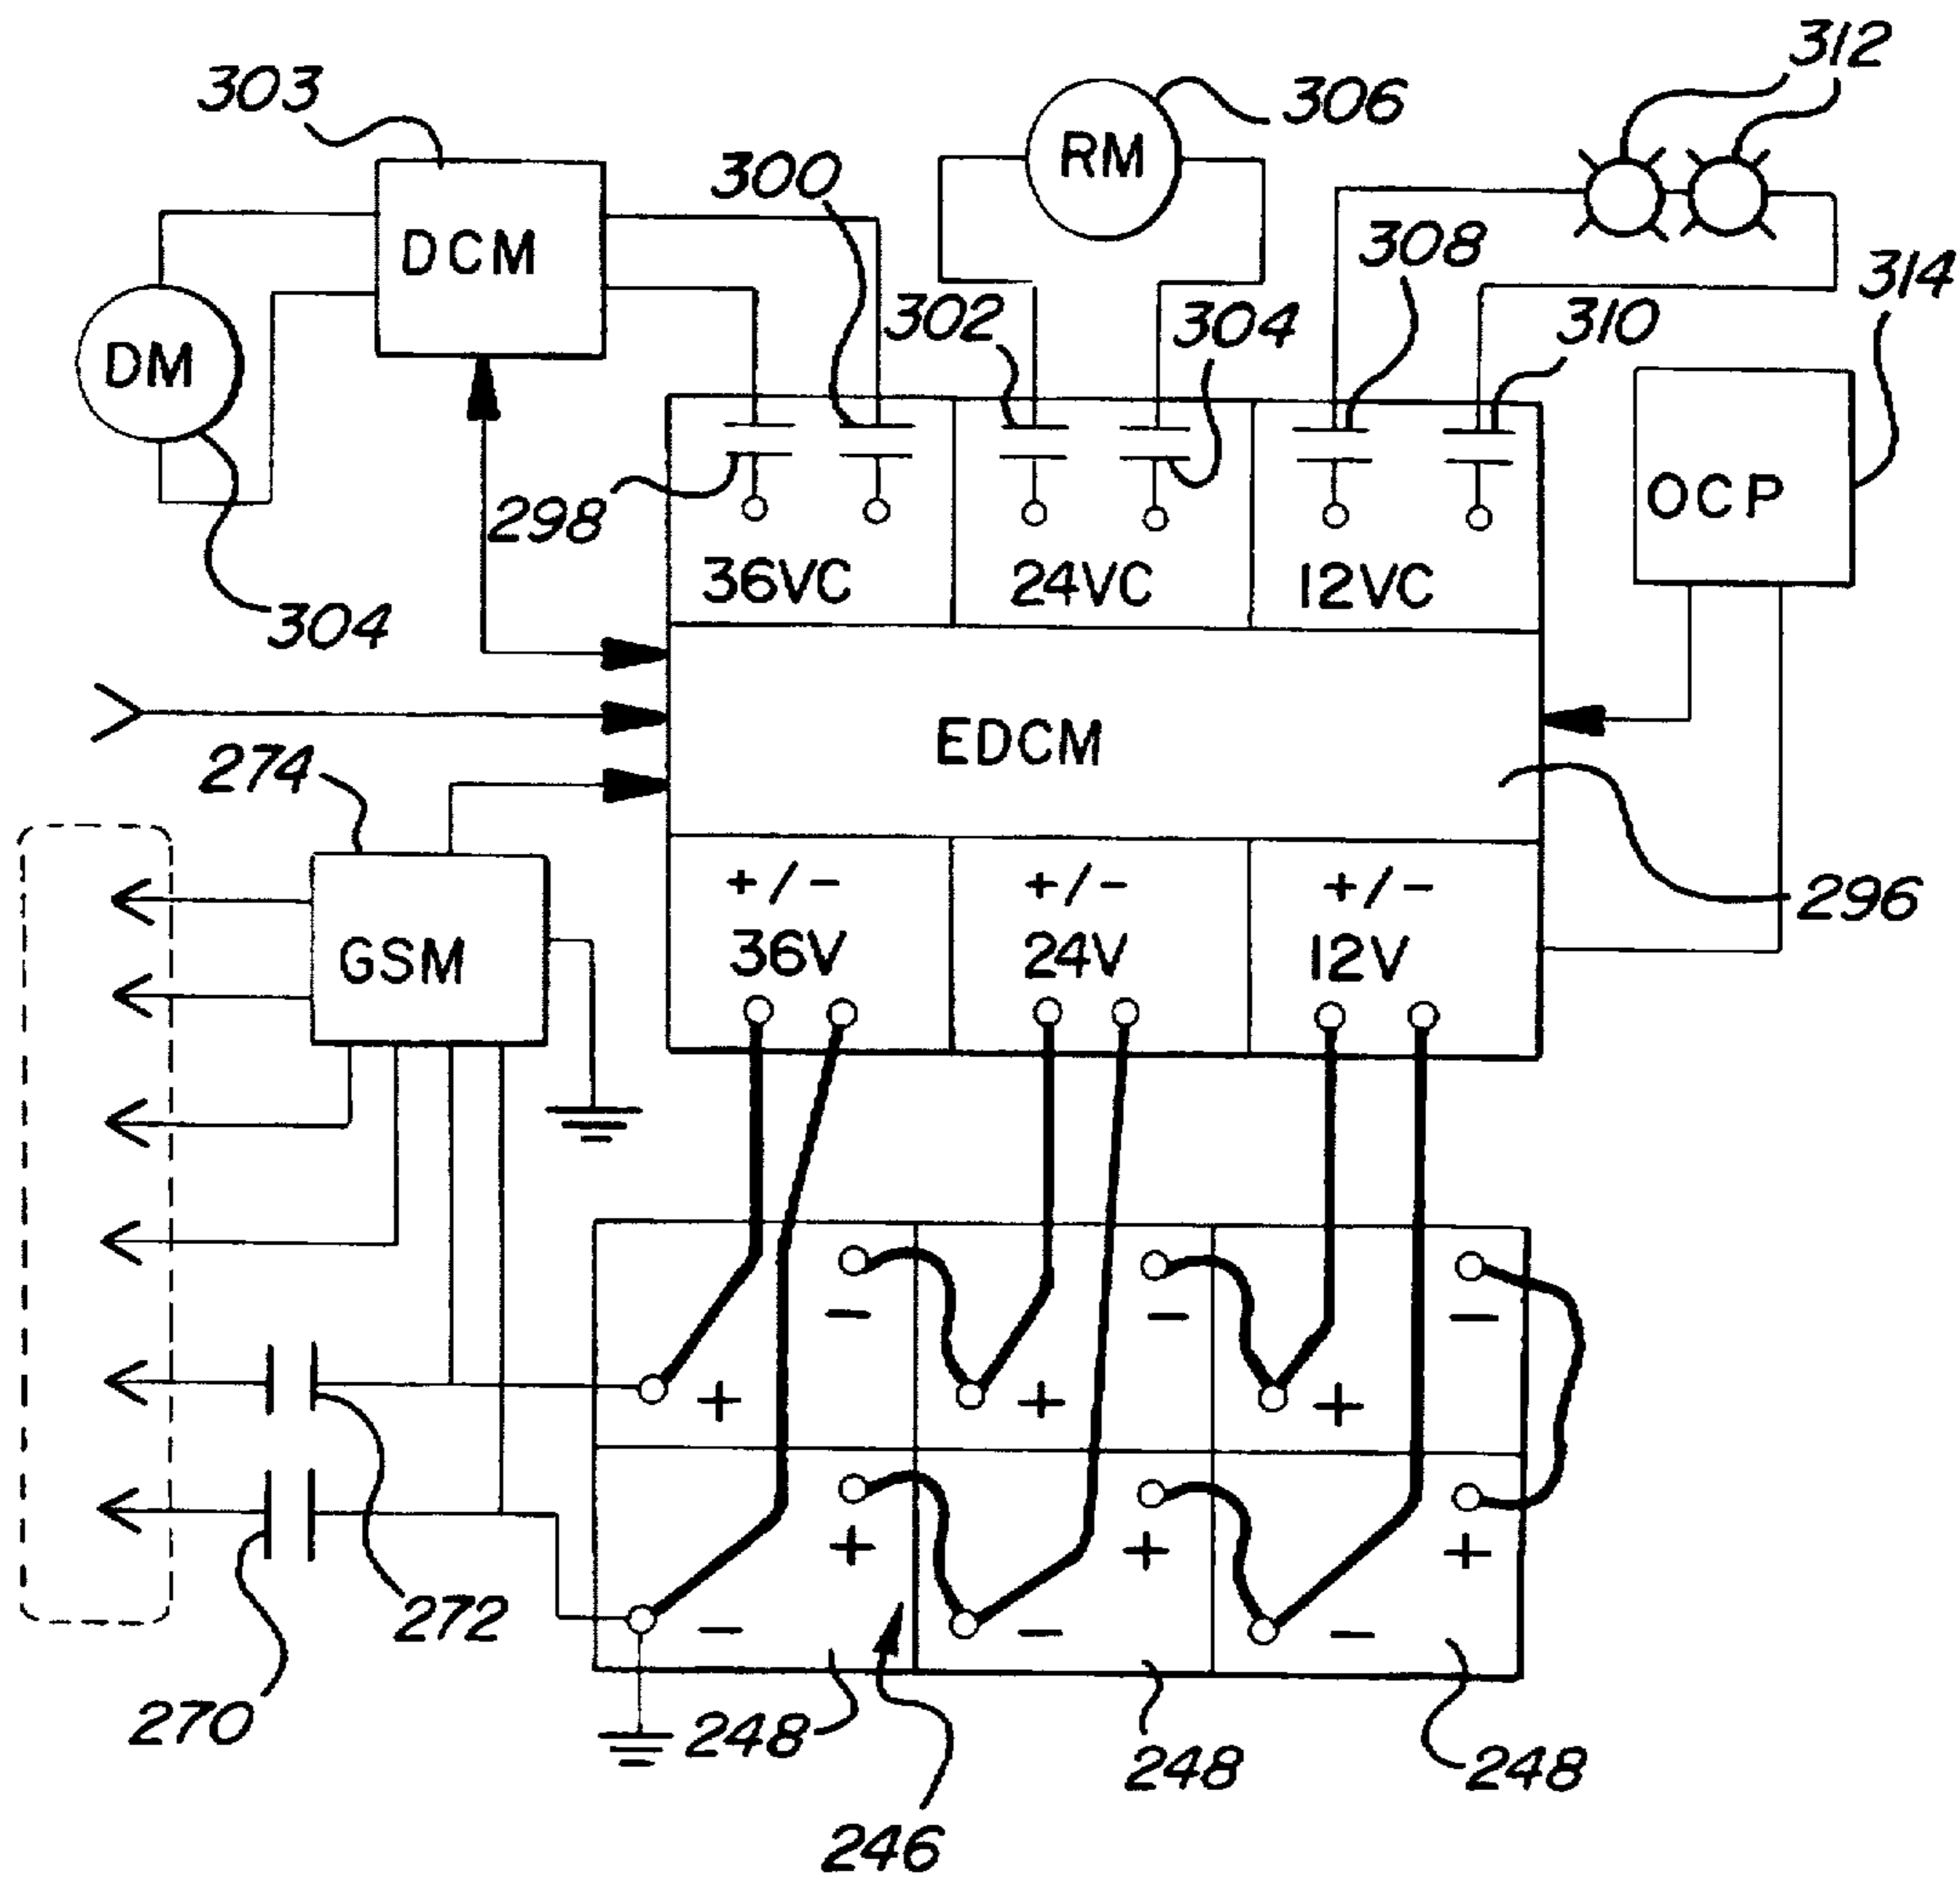 312
303
306
RM
300
308
DCM
314
302
304
310
DM
298
OCP
36VC
24VC
12VC
304
EDCM
274
+/-
+/-
+/-
296
36V
24V
12V
GSM
-
-
-
+
+
+
+
+
+
272
-
-
-
270
248
248
248
246